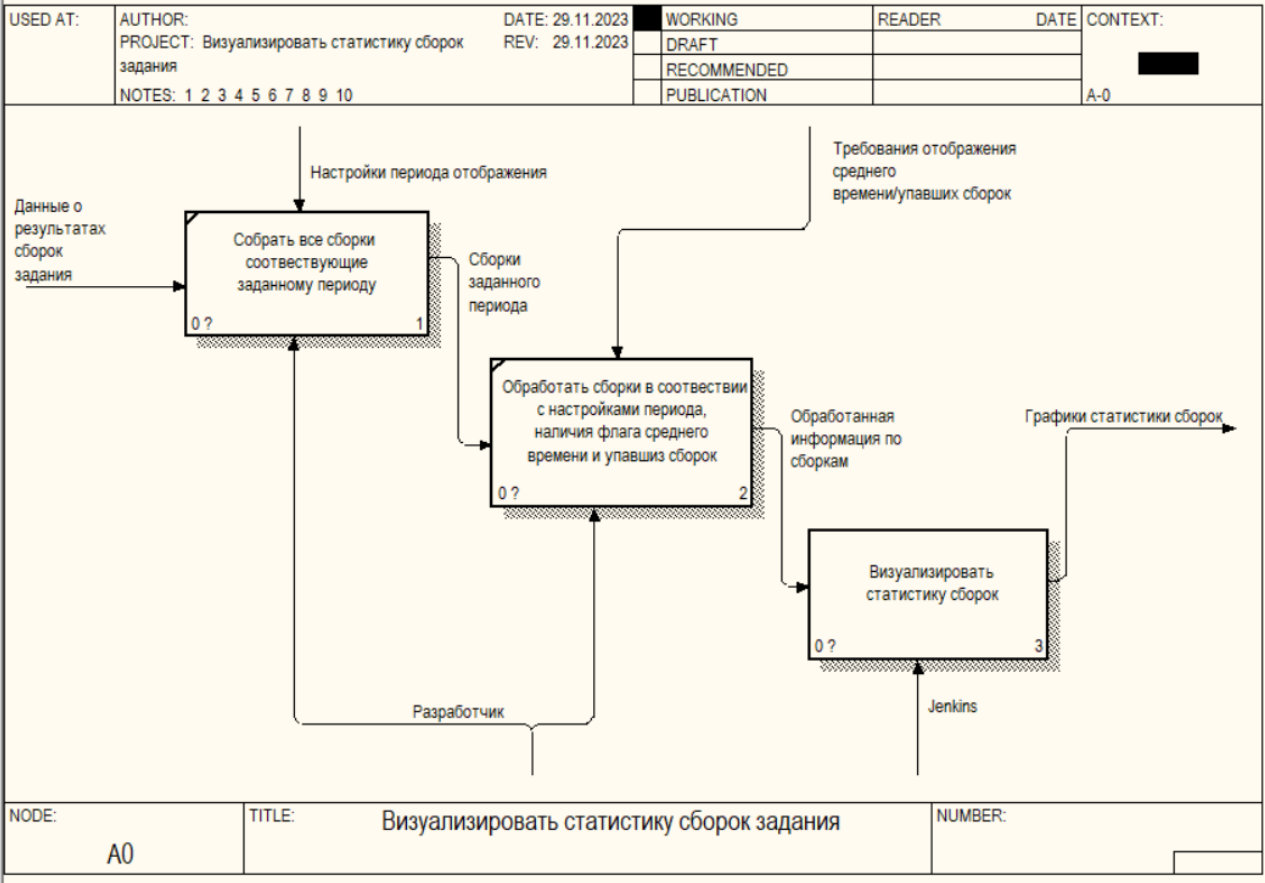 USED AT:
AUTHOR:
DATE: 29.11.2023
PROJECT: Визуализировать статистику сборок
задания
REV: 29.11.2023
NOTES: 1 2 3 4 5 6 7 8 9 10
WORKING
DRAFT
RECOMMENDED
PUBLICATION
READER
DATE
CONTEXT:
A-0
Настройки периода отображения
Требования отображения
среднего
времени/упавших сборок
Данные о
результатах
сборок
задания
Собрать все сборки
соотвествующие
заданному периоду
0 ?
1
Сборки
заданного
периода
Обработать сборки в соотвествии
с настройками периода,
наличия флага среднего
времени и упавшиз сборок
0 ?
2
Обработанная
информация по
сборкам
Графики статистики сборок
Визуализировать
статистику сборок
0 ?
3
Разработчик
Jenkins
NODE:
A0
TITLE:
Визуализировать статистику сборок задания
NUMBER: